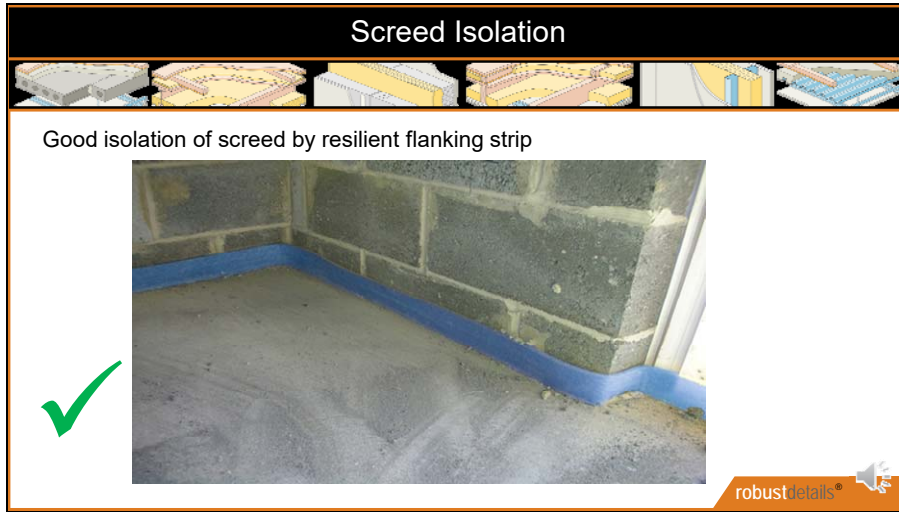 Screed Isolation
Good isolation of screed by resilient flanking strip
robustdetails®